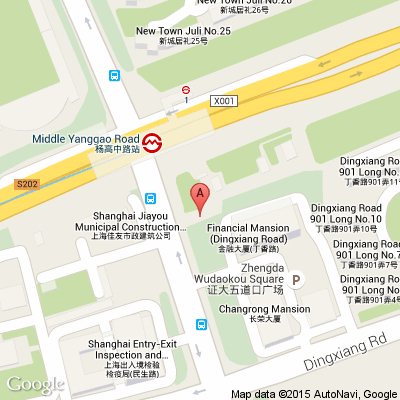 New Town Juli No.26
新城居礼26号
New Town Juli No.25
新城居礼25号
1
X001
Middle Yanggao Road
杨高中路站
S202
A
Dingxiang Road
901 Long No.1
丁香路901弄11
Dingxiang Road
901 Long No.10
丁香路901弄10号
Shanghai Jiayou
Municipal Construction...
上海佳友市政建筑公司
Financial Mansion
(Dingxiang Road)
金融大厦(丁香路)
Dingxiang Road
901 Long No.7
丁香路901弄7号
Zhengda
Wudaokou Square
证大五道口广场
P
Dingxiang Road
901 Long No.
丁香路901弄4号
Changrong Mansion
长荣大厦
Shanghai Entry-Exit
Inspection and...
上海出入境检验
检疫局(民生路)
Dingxiang Rd
Google
©2015 AutoNavi, Google